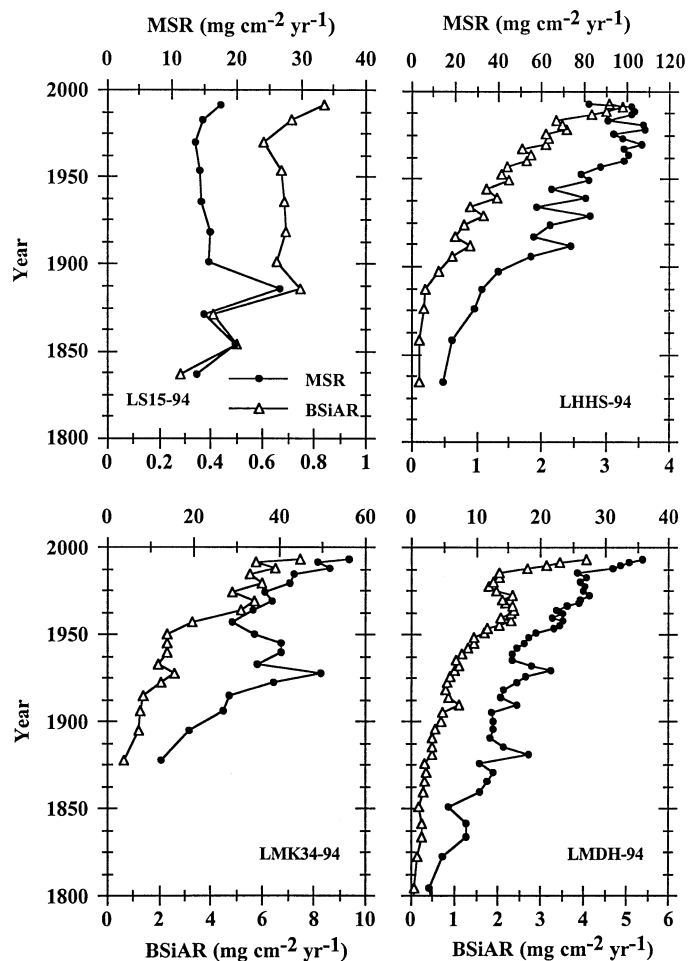 MSR (mg cm-2 yr-1)
MSR (mg cm-2 yr-1)
0 10 20 30 40
0 20 40 60 80 100 120
2000
1950
1900
1850
1800
Year
MSR
BSiAR
LS15-94
LHHS-94
0 0.2 0.4 0.6 0.8 1
0 1 2 3 4
0 20 40 60
0 10 20 30 40
2000
1950
1900
1850
1800
Year
LMK34-94
LMDH-94
0 2 4 6 8 10
0 1 2 3 4 5 6
BSiAR (mg cm-2 yr-1)
BSiAR (mg cm-2 yr-1)